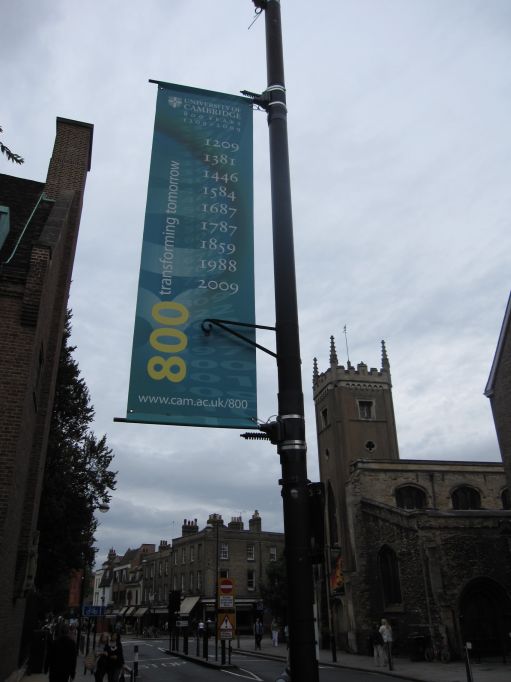 UNIVERSITY OF
CAMBRIDGE
800 YEARS
1209~2009
1209
1381
1446
1584
1687
1787
1859
1988
2009
800 transforming tomorrow
www.cam.ac.uk/800